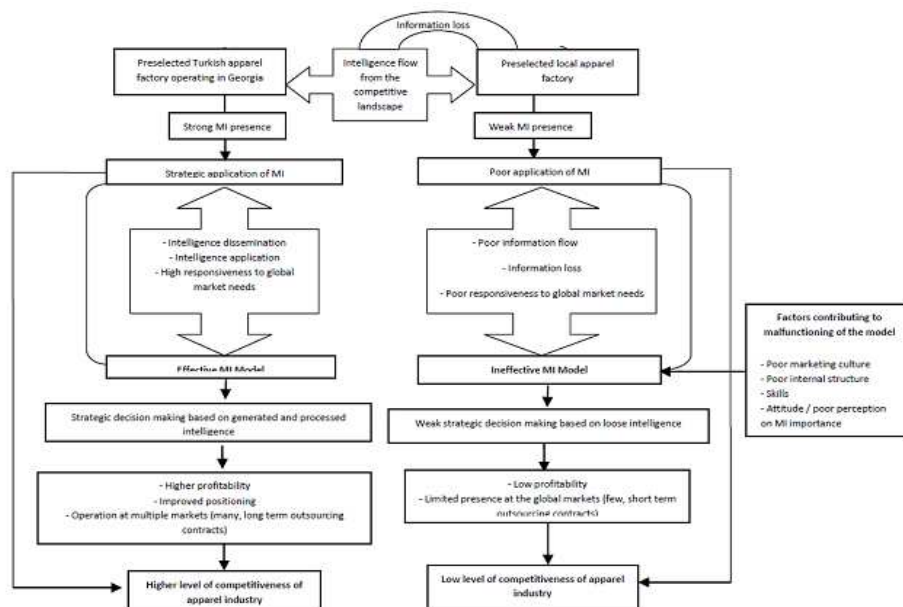 Information loss
Preselected Turkish apparel
factory operating in Georgia
Intelligence flow
from the
competitive
landscape
Preselected local apparel
factory
Strong MI presence
Weak MI presence
Strategic application of MI
Poor application of MI
- Intelligence dissemination
- Intelligence application
- High responsiveness to global
market needs
- Poor information flow
- Information loss
- Poor responsiveness to global market needs
Factors contributing to
malfunctioning of the model
- Poor marketing culture
- Poor internal structure
- Skills
- Attitude / poor perception
on MI importance
Effective MI Model
Ineffective MI Model
Strategic decision making based on generated and processed
intelligence
Weak strategic decision making based on loose intelligence
- Higher profitability
- Improved positioning
- Operation at multiple markets (many, long term outsourcing
contracts)
- Low profitability
- Limited presence at the global markets (few, short term
outsourcing contracts)
Higher level of competitiveness of
apparel industry
Low level of competitiveness of apparel
industry